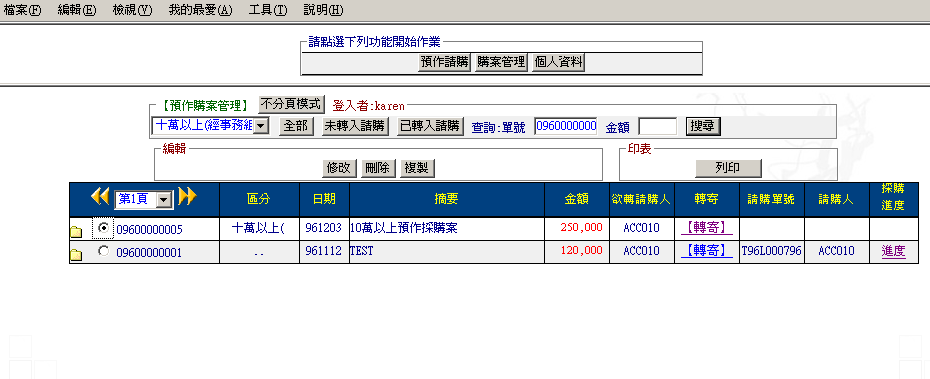 檔案(F) 編輯(E) 檢視(V) 我的最愛(A) 工具(T) 說明(H)
請點選下列功能開始作業
預作請購 購案管理 個人資料
【預作購案管理】 不分頁模式 登入者:karen
十萬以上(經事務組 全部 未轉入請購 已轉入請購 查詢:單號 0960000000 金額 搜尋
編輯 印表
修改 刪除 複製 列印
第1頁 區分 日期 摘要 金額 欲轉請購人 轉寄 請購單號 請購人 採購進度
09600000005 十萬以上( 961203 10萬以上預作採購案 250,000 ACC010 【轉寄】
09600000001 .. 961112 TEST 120,000 ACC010 【轉寄】 T96L000796 ACC010 進度